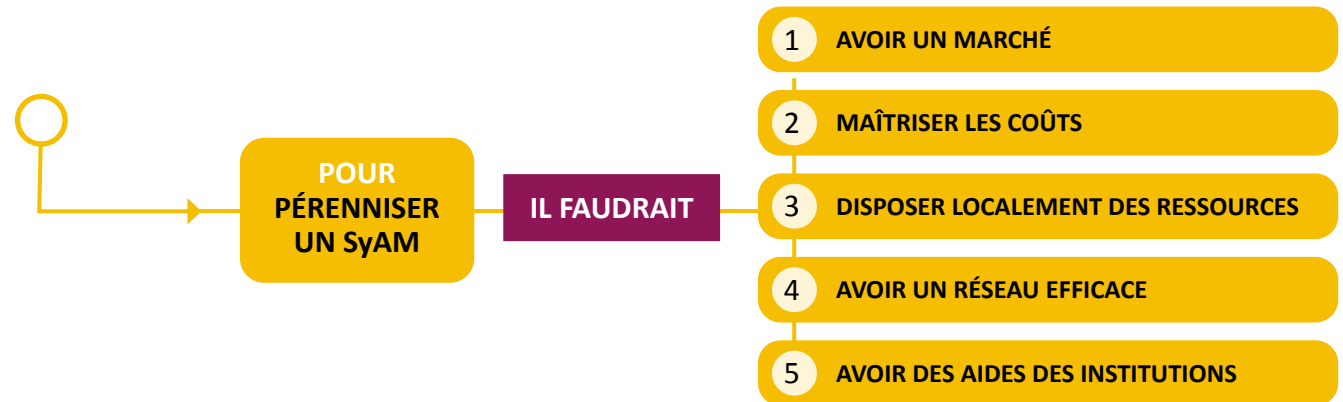 POUR
PÉRENNISER
UN SyAM
IL FAUDRAIT
1 AVOIR UN MARCHÉ
2 MAÎTRISER LES COÛTS
3 DISPOSER LOCALEMENT DES RESSOURCES
4 AVOIR UN RÉSEAU EFFICACE
5 AVOIR DES AIDES DES INSTITUTIONS